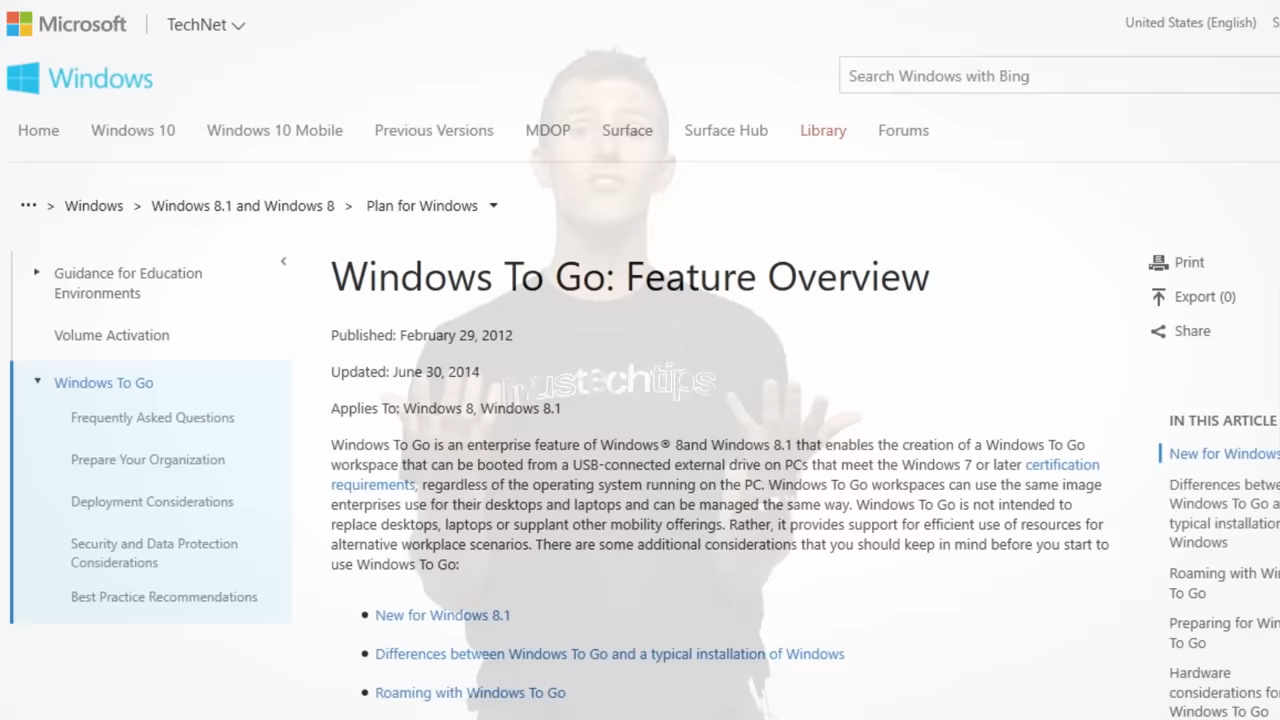 Microsoft TechNet United States (English) S
Windows
Search Windows with Bing
Home Windows 10 Windows 10 Mobile Previous Versions MDOP Surface Surface Hub Library Forums
... > Windows > Windows 8.1 and Windows 8 > Plan for Windows
Guidance for Education
Environments
Volume Activation
Windows To Go
Frequently Asked Questions
Prepare Your Organization
Deployment Considerations
Security and Data Protection
Considerations
Best Practice Recommendations
Windows To Go: Feature Overview
Published: February 29, 2012
Updated: June 30, 2014
Applies To: Windows 8, Windows 8.1
Windows To Go is an enterprise feature of Windows® 8and Windows 8.1 that enables the creation of a Windows To Go
workspace that can be booted from a USB-connected external drive on PCs that meet the Windows 7 or later certification
requirements, regardless of the operating system running on the PC. Windows To Go workspaces can use the same image
enterprises use for their desktops and laptops and can be managed the same way. Windows To Go is not intended to
replace desktops, laptops or supplant other mobility offerings. Rather, it provides support for efficient use of resources for
alternative workplace scenarios. There are some additional considerations that you should keep in mind before you start to
use Windows To Go:
• New for Windows 8.1
• Differences between Windows To Go and a typical installation of Windows
• Roaming with Windows To Go
Print
Export (0)
Share
IN THIS ARTICLE
New for Windows
Differences betwe
Windows To Go a
typical installation
Windows
Roaming with Win
To Go
Preparing for Win
To Go
Hardware
considerations fo
Windows To Go